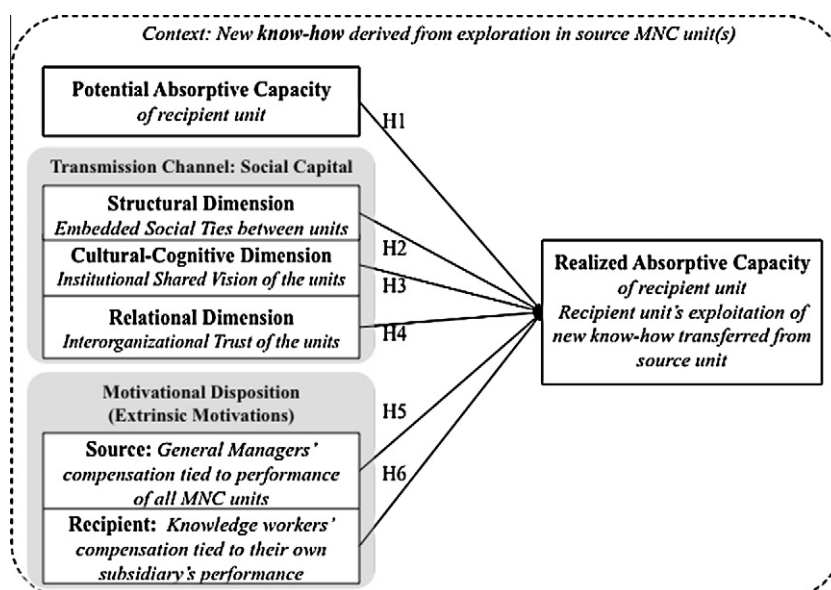 Context: New know-how derived from exploration in source MNC unit(s)
Potential Absorptive Capacity
of recipient unit
H1
Transmission Channel: Social Capital
Structural Dimension
Embedded Social Ties between units
H2
Cultural-Cognitive Dimension
Institutional Shared Vision of the units
H3
Relational Dimension
Interorganizational Trust of the units
H4
Motivational Disposition
(Extrinsic Motivations)
H5
Source: General Managers'
compensation tied to performance
of all MNC units
H6
Recipient: Knowledge workers'
compensation tied to their own
subsidiary's performance
Realized Absorptive Capacity
of recipient unit
Recipient unit's exploitation of
new know-how transferred from
source unit